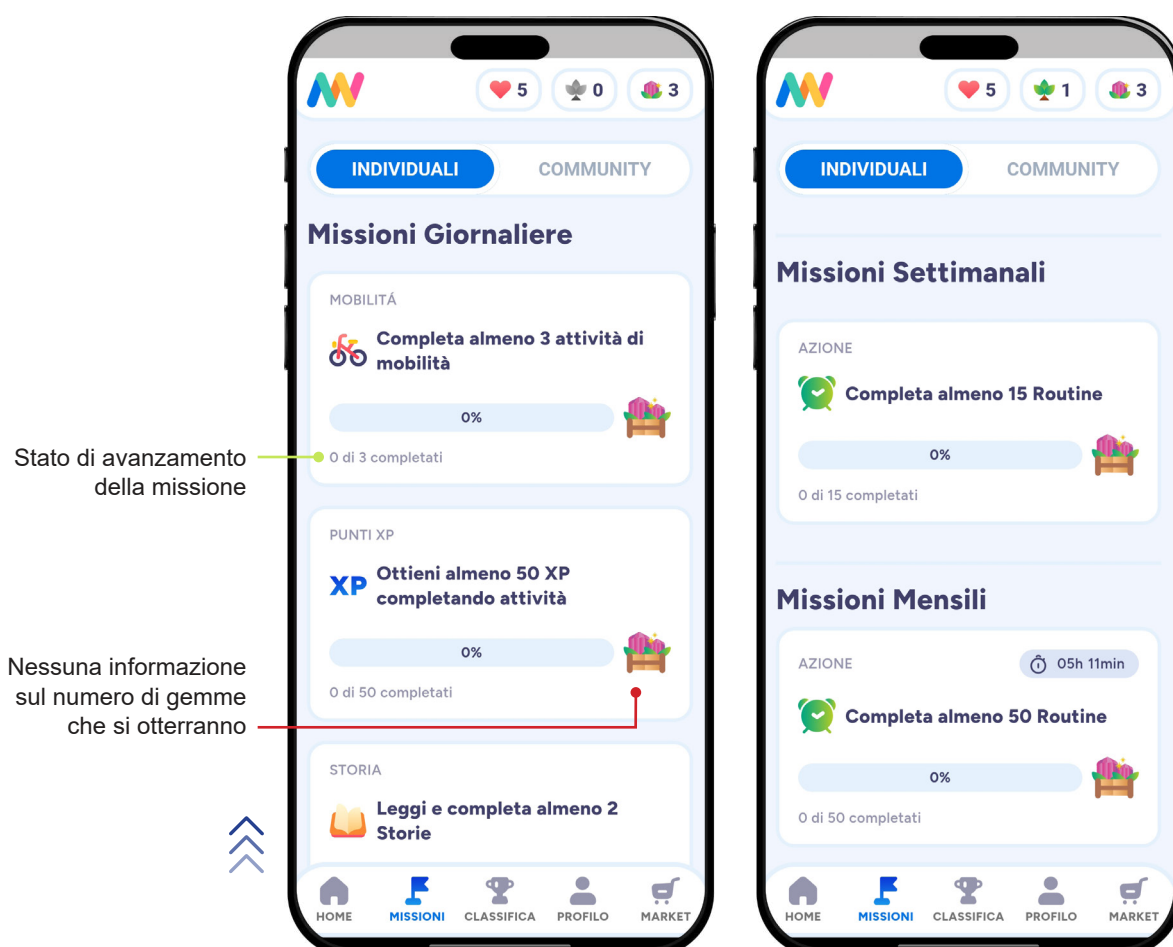 5
0
3
INDIVIDUALI
COMMUNITY
Missioni Giornaliere
MOBILITÁ
Completa almeno 3 attività di
mobilità
0%
0 di 3 completati
PUNTI XP
XP
Ottieni almeno 50 XP
completando attività
0%
0 di 50 completati
STORIA
Leggi e completa almeno 2
Storie
HOME
MISSIONI
CLASSIFICA
PROFILO
MARKET
Stato di avanzamento
della missione
Nessuna informazione
sul numero di gemme
che si otterranno
5
1
3
INDIVIDUALI
COMMUNITY
Missioni Settimanali
AZIONE
Completa almeno 15 Routine
0%
0 di 15 completati
Missioni Mensili
AZIONE
05h 11min
Completa almeno 50 Routine
0%
0 di 50 completati
HOME
MISSIONI
CLASSIFICA
PROFILO
MARKET